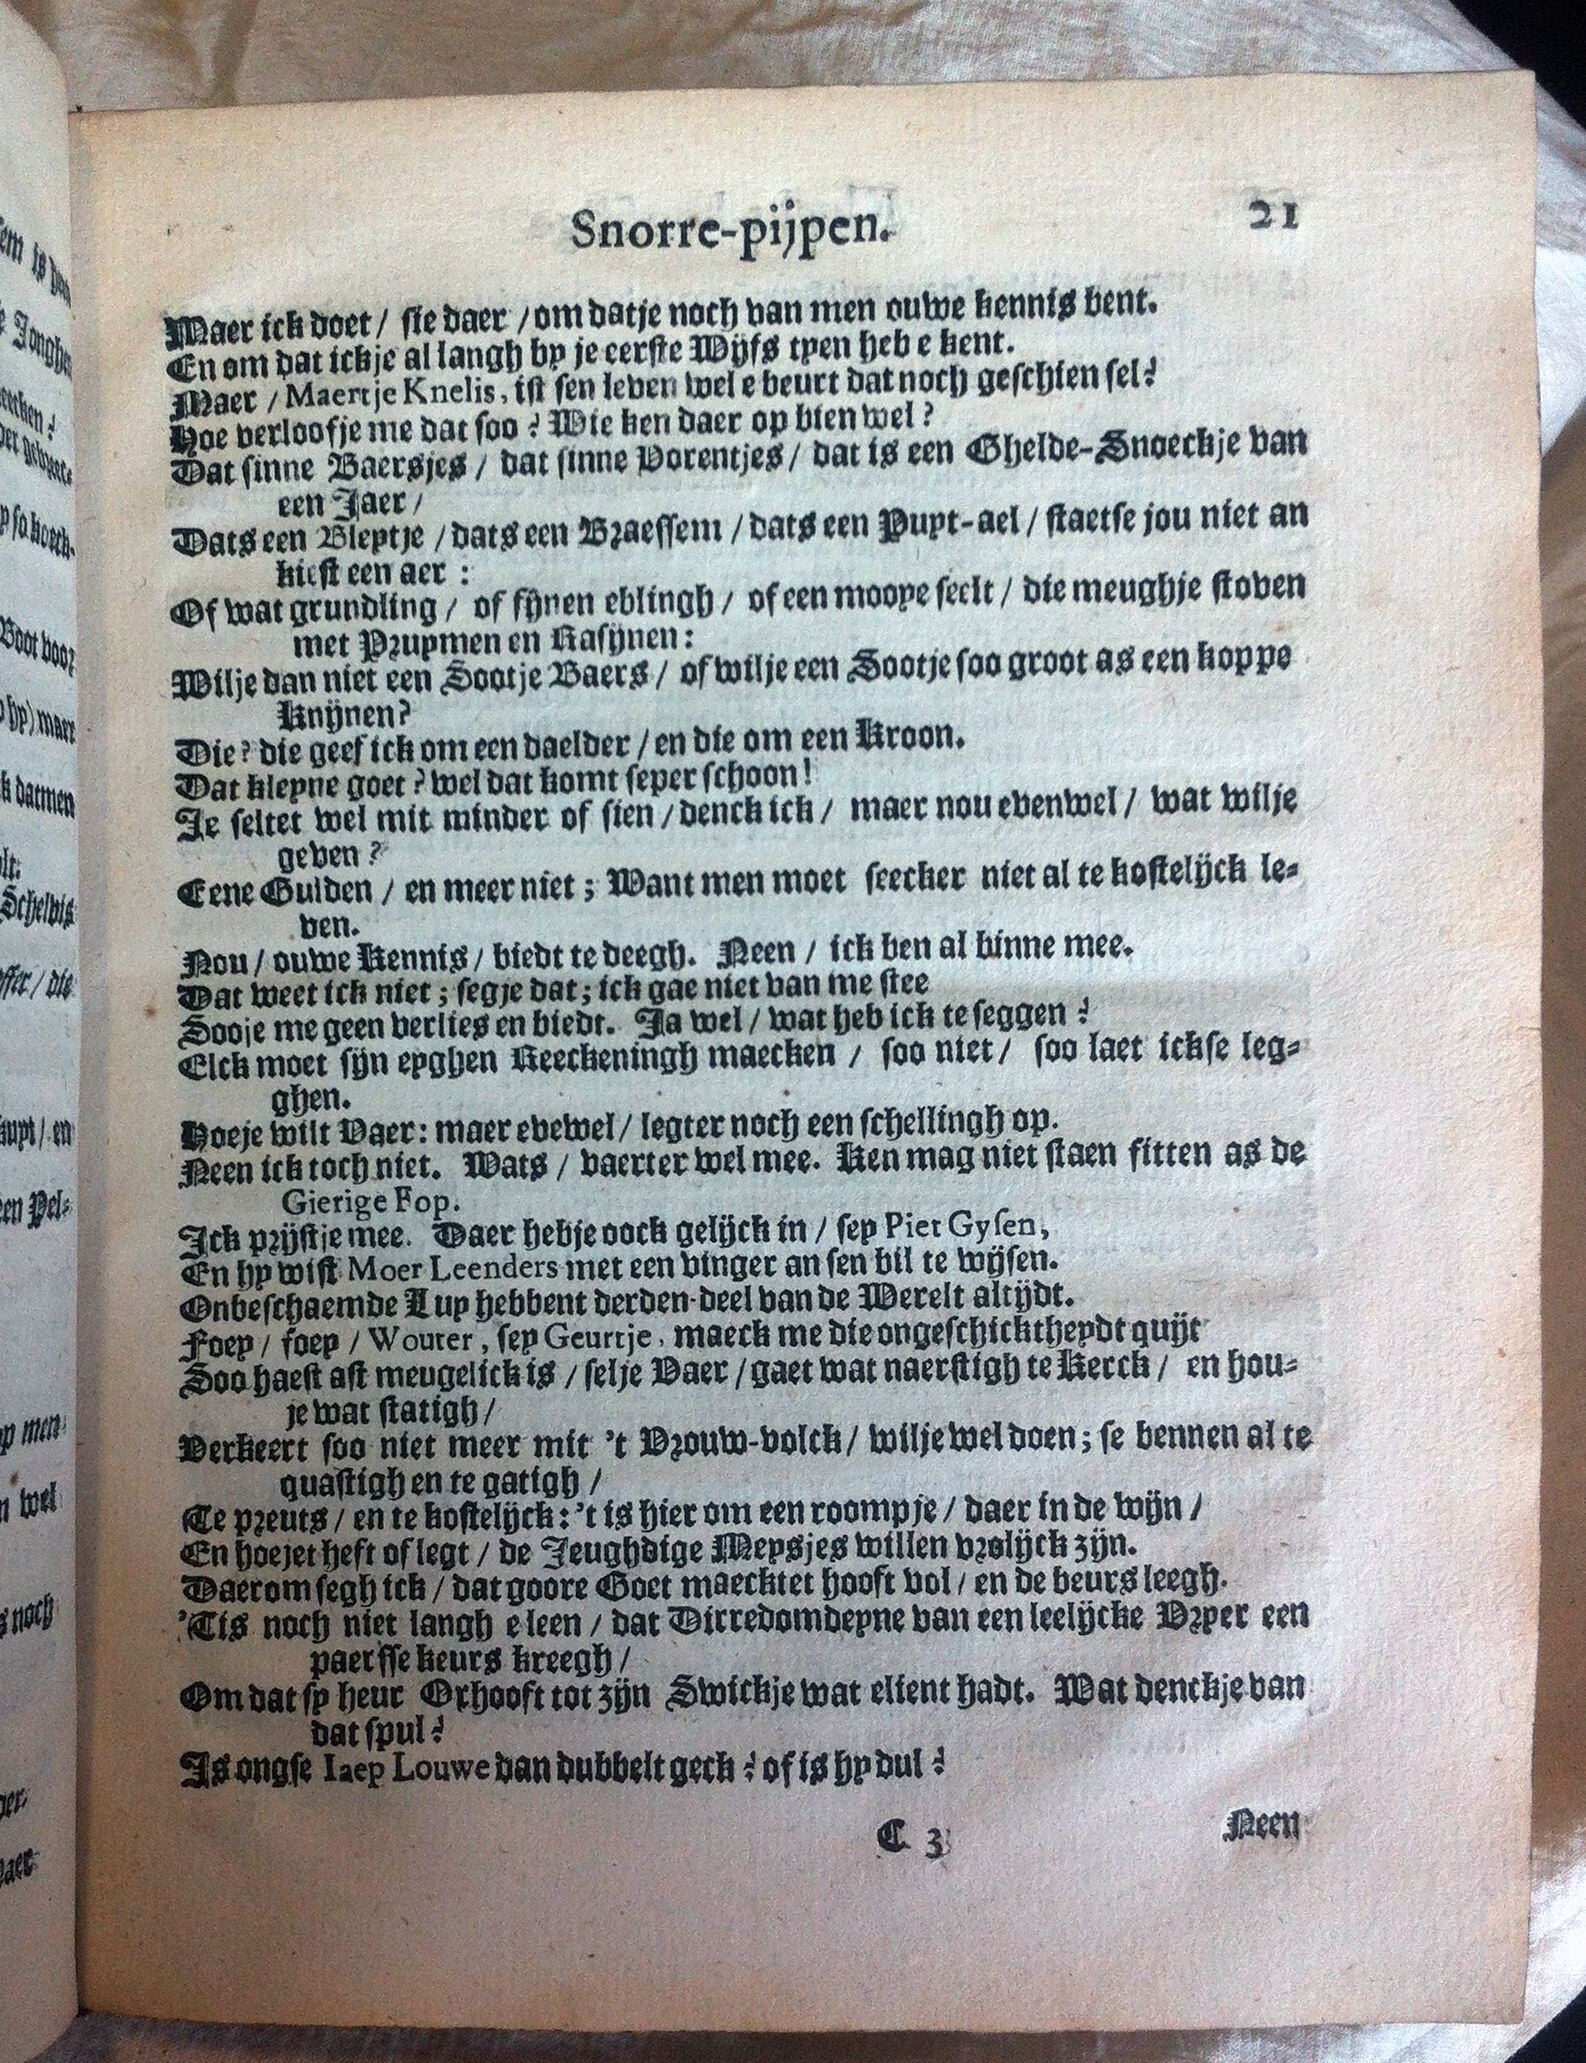 Snorre-pijpen. 21
Maer ick doet / sie daer / om datje noch van men ouwe kennis bent.
En om dat ickje al langh by je eerste Wijfs tyen heb e kent.
Maer / Maertje Knelis, ist sen leven wel e beurt dat noch geschien sel?
Hoe verloofje me dat soo? Wie ken daer op bien wel?
Dat sinne Baersjes / dat sinne Vorentjes / dat is een Ghelde-Snoeckje van
een Jaer /
Dats een Bleytje / dats een Braessem / dats een Puyt-ael / staetse jou niet an
kiest een aer:
Of wat grundling / of fijnen eblingh / of een mooye seelt / die meughje stoven
met Pruymen en Rasijnen:
Wilje dan niet een Sootje Baers / of wilje een Sootje soo groot as een koppe
Knijnen?
Die? die geef ick om een daelder / en die om een Kroon.
Dat kleyne goet? wel dat komt seper schoon!
Je seltet wel mit minder of sien / denck ick / maer nou evenwel / wat wilje
geven?
Eene Gulden / en meer niet; Want men moet seecker niet al te kostelijck le-
ven.
Nou / ouwe Kennis / biedt te deegh. Neen / ick ben al binne mee.
Dat weet ick niet; segje dat; ick gae niet van me stee
Sooje me geen verlies en biedt. Ja wel / wat heb ick te seggen?
Elck moet sijn eyghen Reeckeningh maecken / soo niet / soo laet ickse leg-
ghen.
Hoeje wilt Vaer: maer evewel / legter noch een schellingh op.
Neen ick toch niet. Wats / vaerter wel mee. Ken mag niet staen fitten as de
Gierige Fop.
Ick prijstje mee. Daer hebje oock gelijck in / sey Piet Gysen,
En hy wist Moer Leenders met een vinger an sen bil te wijsen.
Onbeschaemde Luy hebbent derden-deel van de Werelt altijdt.
Foey / foey / Wouter, sey Geurtje, maeck me die ongeschicktheydt quijt
Soo haest ast meugelick is / selje Vaer / gaet wat naerstigh te Kerck / en hou-
je wat statigh /
Verkeert soo niet meer mit 't Vrouw-volck / wilje wel doen; se bennen al te
quastigh en te gatigh /
Te preuts / en te kostelijck: 't is hier om een roompje / daer in de wijn /
En hoejet heft of legt / de Jeughdige Meysjes willen vrolijck zijn.
Daerom segh ick / dat goore Goet maecktet hooft vol / en de beurs leegh.
'Tis noch niet langh e leen / dat Dirredomdeyne van een leelijcke Vryer een
paersse keurs kreegh /
Om dat sy heur Oxhooft tot zijn Swickje wat elient hadt. Wat denckje van
dat spul?
Is ongse Iaep Louwe dan dubbelt geck? of is hy dul?
C 3 Neen